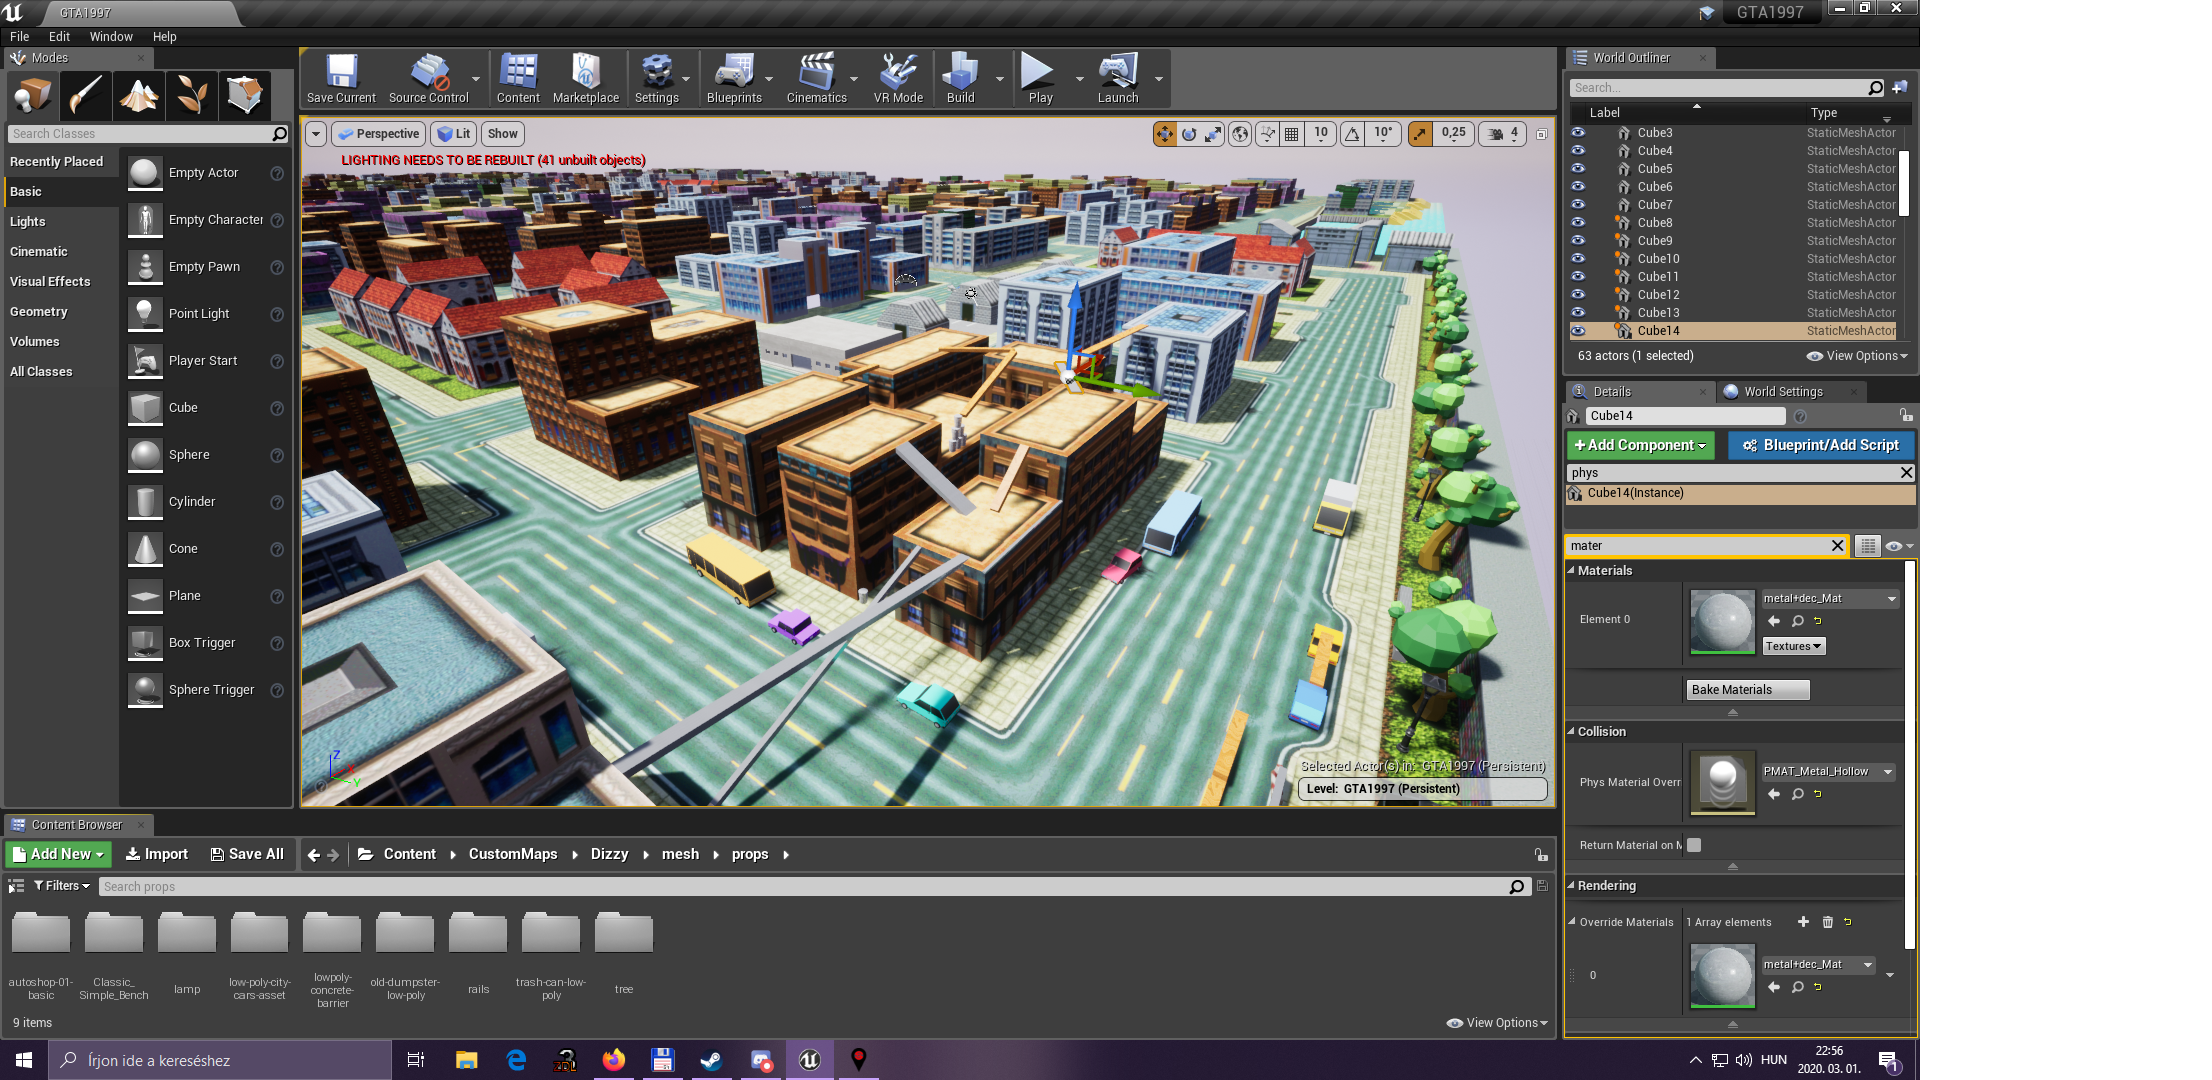 GTA1997
GTA1997
File Edit Window Help
Modes
Search Classes
Recently Placed
Basic
Lights
Cinematic
Visual Effects
Geometry
Volumes
All Classes
Empty Actor
Empty Character
Empty Pawn
Point Light
Player Start
Cube
Sphere
Cylinder
Cone
Plane
Box Trigger
Sphere Trigger
Save Current Source Control Content Marketplace Settings Blueprints Cinematics VR Mode Build Play Launch
Perspective Lit Show
10 10° 0,25 4
LIGHTING NEEDS TO BE REBUILT (41 unbuilt objects)
Z
Y
Selected Actor(s) in: GTA1997 (Persistent)
Level: GTA1997 (Persistent)
World Outliner
Search...
Label Type
Cube3 StaticMeshActor
Cube4 StaticMeshActor
Cube5 StaticMeshActor
Cube6 StaticMeshActor
Cube7 StaticMeshActor
Cube8 StaticMeshActor
Cube9 StaticMeshActor
Cube10 StaticMeshActor
Cube11 StaticMeshActor
Cube12 StaticMeshActor
Cube13 StaticMeshActor
Cube14 StaticMeshActor
63 actors (1 selected) View Options
Details World Settings
Cube14
+Add Component Blueprint/Add Script
phys
Cube14(Instance)
mater
Materials
Element 0
metal+dec_Mat
Textures
Bake Materials
Collision
Phys Material Overr
PMAT_Metal_Hollow
Return Material on M
Rendering
Override Materials 1 Array elements
0
metal+dec_Mat
Content Browser
Add New Import Save All Content CustomMaps Dizzy mesh props
Filters Search props
autoshop-01-basic
Classic_Simple_Bench
lamp
low-poly-city-cars-asset
lowpoly-concrete-barrier
old-dumpster-low-poly
rails
trash-can-low-poly
tree
9 items View Options
Írjon ide a kereséshez
HUN
22:56
2020. 03. 01.
1